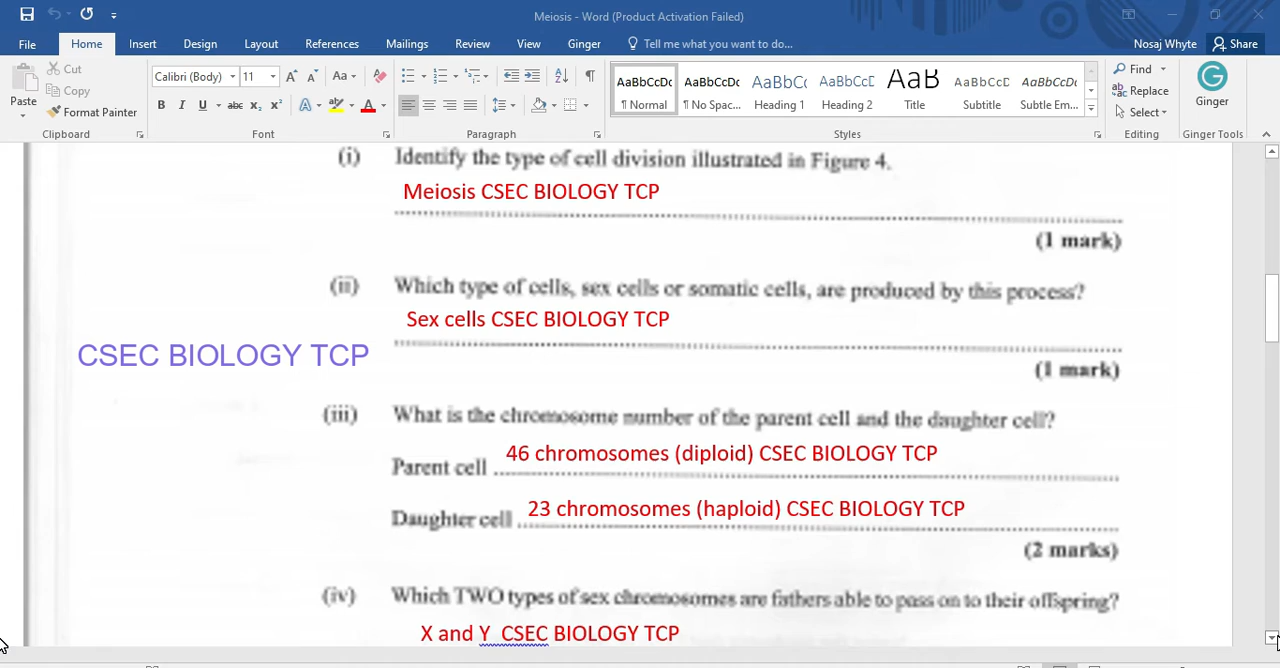 Meiosis - Word (Product Activation Failed)
File Home Insert Design Layout References Mailings Review View Ginger Tell me what you want to do... Nosaj Whyte Share
Cut
Copy
Paste
Format Painter
Calibri (Body) 11
AaBbCcDc AaBbCcDc AaBbCc AaBbCcE AaB AaBbCcD AaBbCcDc
¶ Normal ¶ No Spac... Heading 1 Heading 2 Title Subtitle Subtle Em...
Find
Replace
Select
Ginger
Clipboard Font Paragraph Styles Editing Ginger Tools
(i) Identify the type of cell division illustrated in Figure 4.
Meiosis CSEC BIOLOGY TCP
(1 mark)
(ii) Which type of cells, sex cells or somatic cells, are produced by this process?
Sex cells CSEC BIOLOGY TCP
CSEC BIOLOGY TCP
(1 mark)
(iii) What is the chromosome number of the parent cell and the daughter cell?
46 chromosomes (diploid) CSEC BIOLOGY TCP
Parent cell
23 chromosomes (haploid) CSEC BIOLOGY TCP
Daughter cell
(2 marks)
(iv) Which TWO types of sex chromosomes are fathers able to pass on to their offspring?
X and Y CSEC BIOLOGY TCP